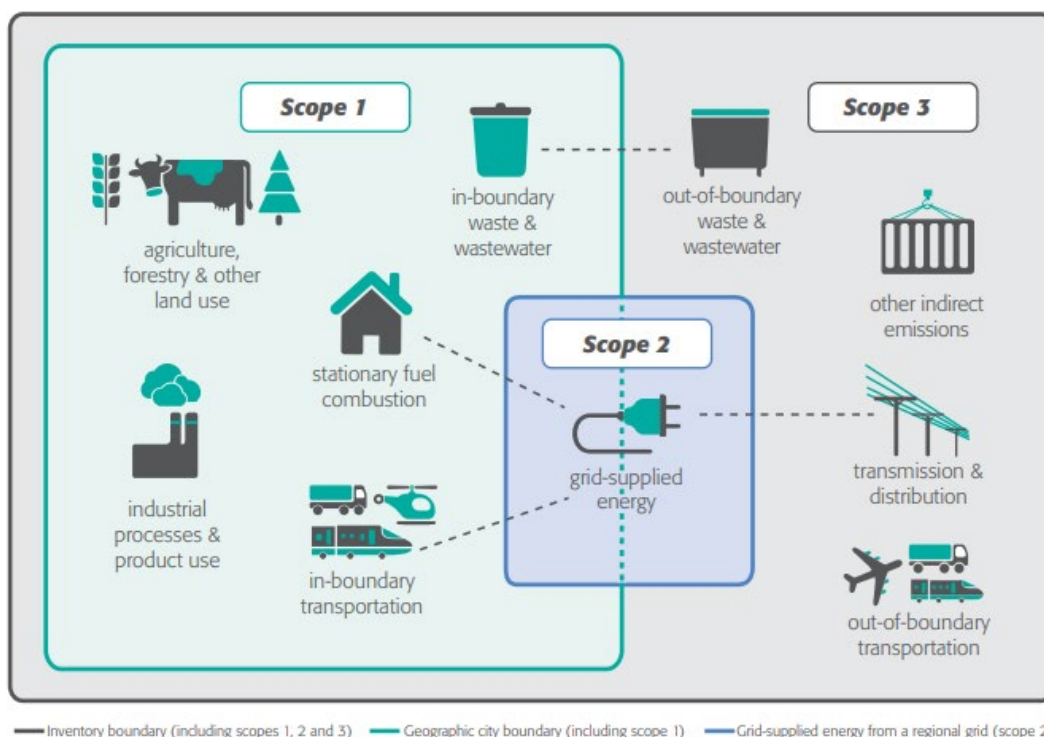 Scope 1
Scope 3
in-boundary
waste &
wastewater
out-of-boundary
waste &
wastewater
agriculture,
forestry & other
land use
other indirect
emissions
Scope 2
stationary fuel
combustion
grid-supplied
energy
transmission &
distribution
industrial
processes &
product use
in-boundary
transportation
out-of-boundary
transportation
Inventory boundary (including scopes 1, 2 and 3) Geographic city boundary (including scope 1) Grid-supplied energy from a regional grid (scope 2